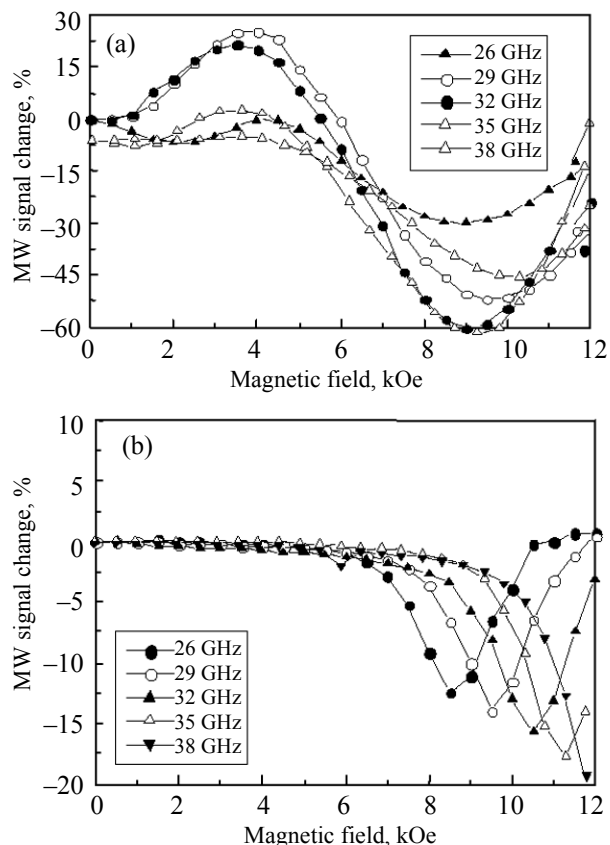 (a)
30
15
0
–15
–30
–45
–60
MW signal change, %
26 GHz
29 GHz
32 GHz
35 GHz
38 GHz
0 2 4 6 8 10 12
Magnetic field, kOe
(b)
10
5
0
–5
–10
–15
–20
MW signal change, %
26 GHz
29 GHz
32 GHz
35 GHz
38 GHz
0 2 4 6 8 10 12
Magnetic field, kOe